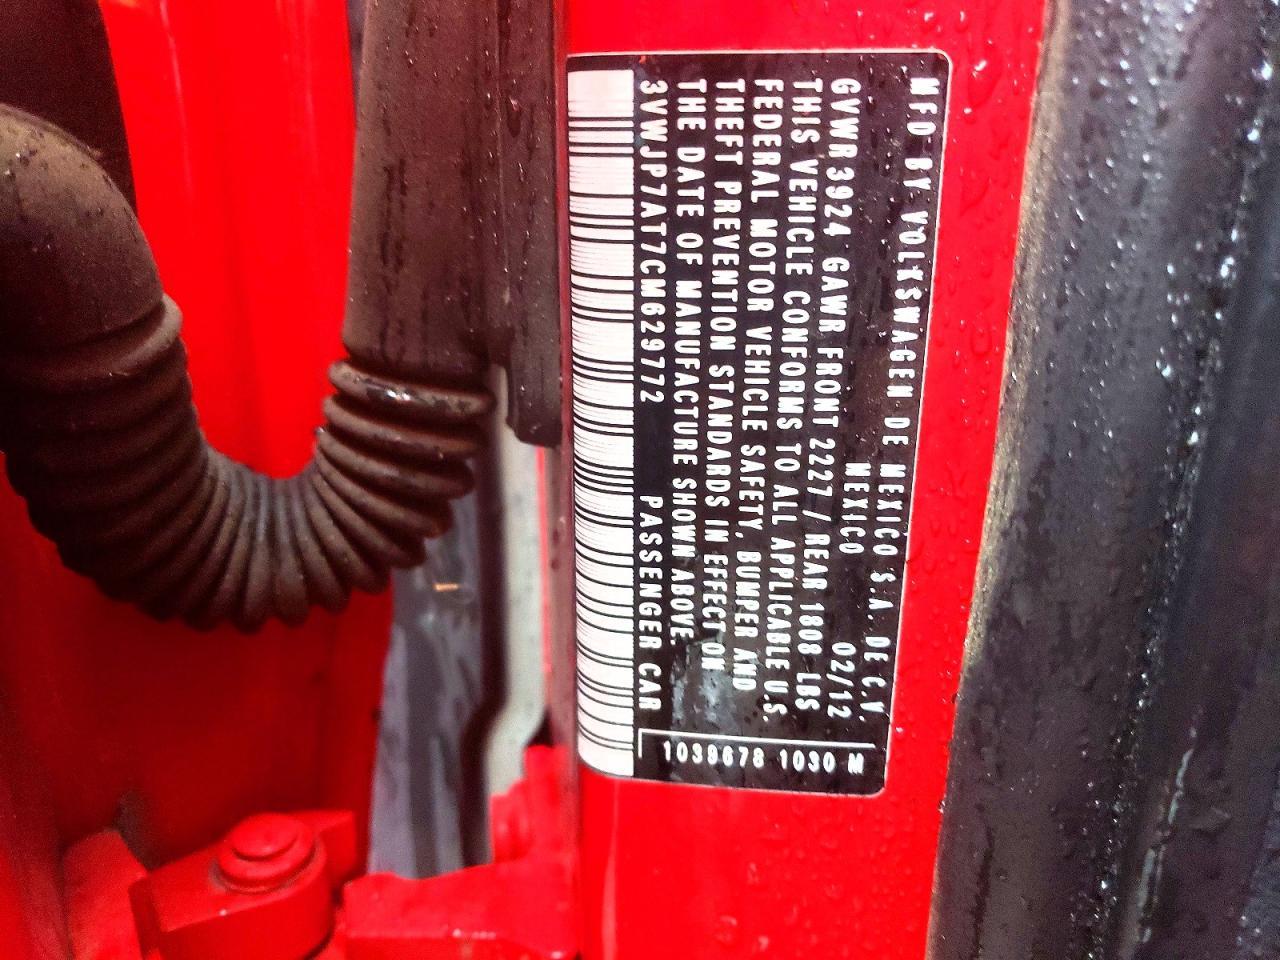 MFD BY VOLKSWAGEN DE MEXICO S.A. DE C.V.
MEXICO 02/12
GVWR 3924 GAWR FRONT 2227 / REAR 1808 LBS
THIS VEHICLE CONFORMS TO ALL APPLICABLE U.S.
FEDERAL MOTOR VEHICLE SAFETY, BUMPER AND
THEFT PREVENTION STANDARDS IN EFFECT ON
THE DATE OF MANUFACTURE SHOWN ABOVE.
3VWJP7AT7CM629772 PASSENGER CAR
1039678 1030 M